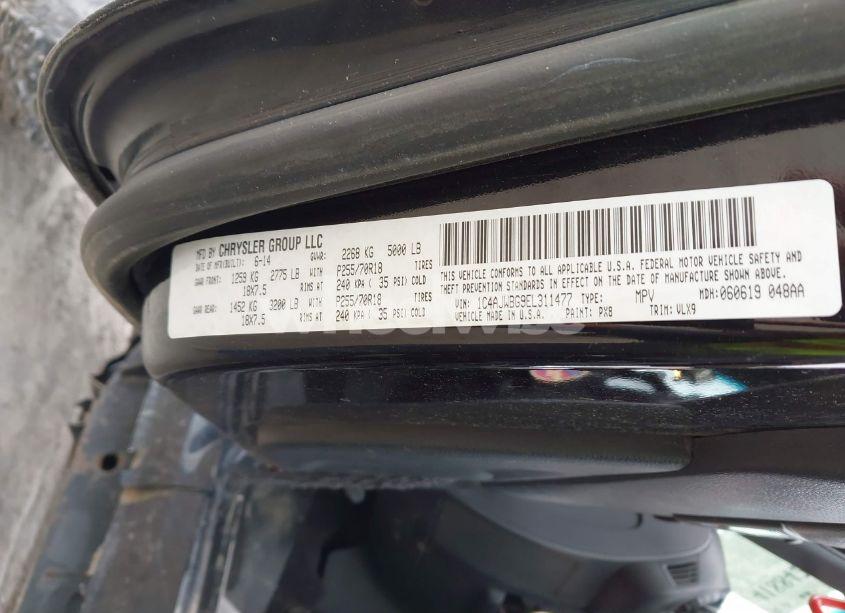 MFD BY CHRYSLER GROUP LLC
DATE OF MFR(BUILT): 6-14 GVWR: 2268 KG 5000 LB
GAWR FRONT: 1259 KG 2775 LB WITH P255/70R18 TIRES
18X7.5 RIMS AT 240 KPA ( 35 PSI) COLD
GAWR REAR: 1452 KG 3200 LB WITH P255/70R18 TIRES
18X7.5 RIMS AT 240 KPA ( 35 PSI) COLD
THIS VEHICLE CONFORMS TO ALL APPLICABLE U.S.A. FEDERAL MOTOR VEHICLE SAFETY AND
THEFT PREVENTION STANDARDS IN EFFECT ON THE DATE OF MANUFACTURE SHOWN ABOVE.
VIN: 1C4AJWBG9EL311477 TYPE: MPV MDH: 060619 048AA
VEHICLE MADE IN U.S.A. PAINT: PX8 TRIM: VLX9
wheelwise